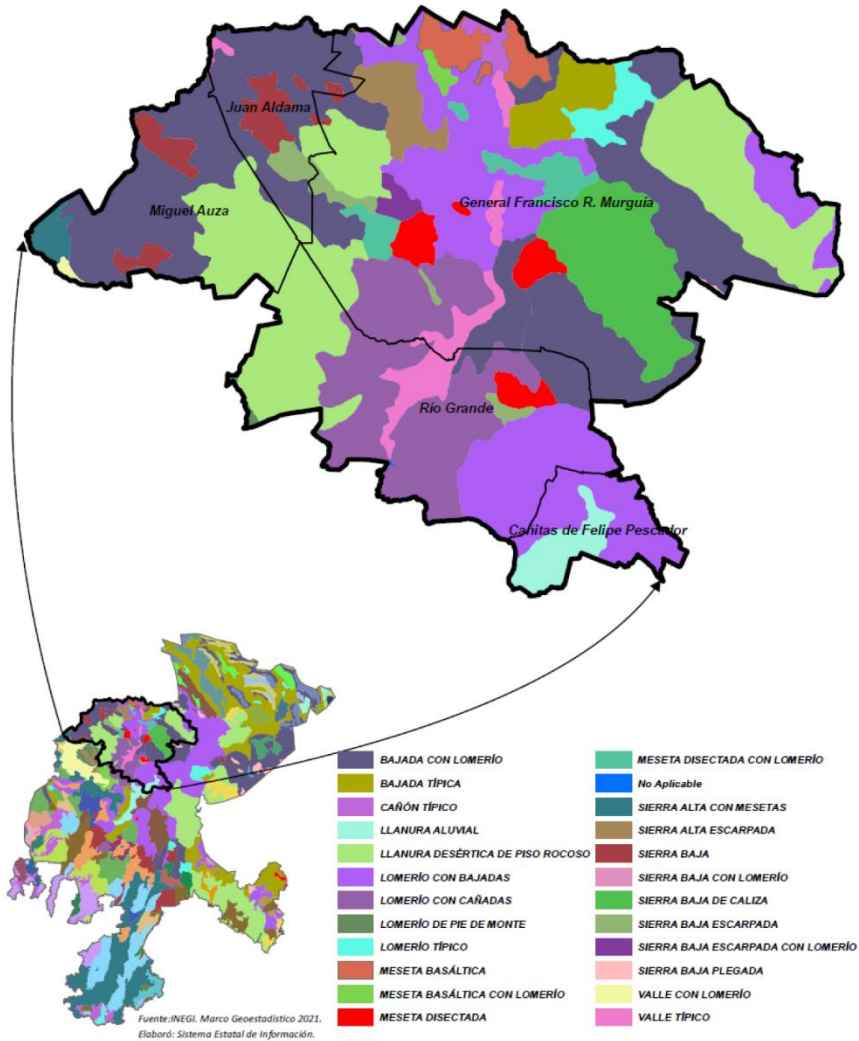 Juan Aldama
Miguel Auza
General Francisco R. Murguía
Río Grande
Cañitas de Felipe Pescador
BAJADA CON LOMERÍO
BAJADA TÍPICA
CAÑÓN TÍPICO
LLANURA ALUVIAL
LLANURA DESÉRTICA DE PISO ROCOSO
LOMERÍO CON BAJADAS
LOMERÍO CON CAÑADAS
LOMERÍO DE PIE DE MONTE
LOMERÍO TÍPICO
MESETA BASÁLTICA
MESETA BASÁLTICA CON LOMERÍO
MESETA DISECTADA
MESETA DISECTADA CON LOMERÍO
No Aplicable
SIERRA ALTA CON MESETAS
SIERRA ALTA ESCARPADA
SIERRA BAJA
SIERRA BAJA CON LOMERÍO
SIERRA BAJA DE CALIZA
SIERRA BAJA ESCARPADA
SIERRA BAJA ESCARPADA CON LOMERÍO
SIERRA BAJA PLEGADA
VALLE CON LOMERÍO
VALLE TÍPICO
Fuente:INEGI. Marco Geoestadístico 2021.
Elaboró: Sistema Estatal de Información.